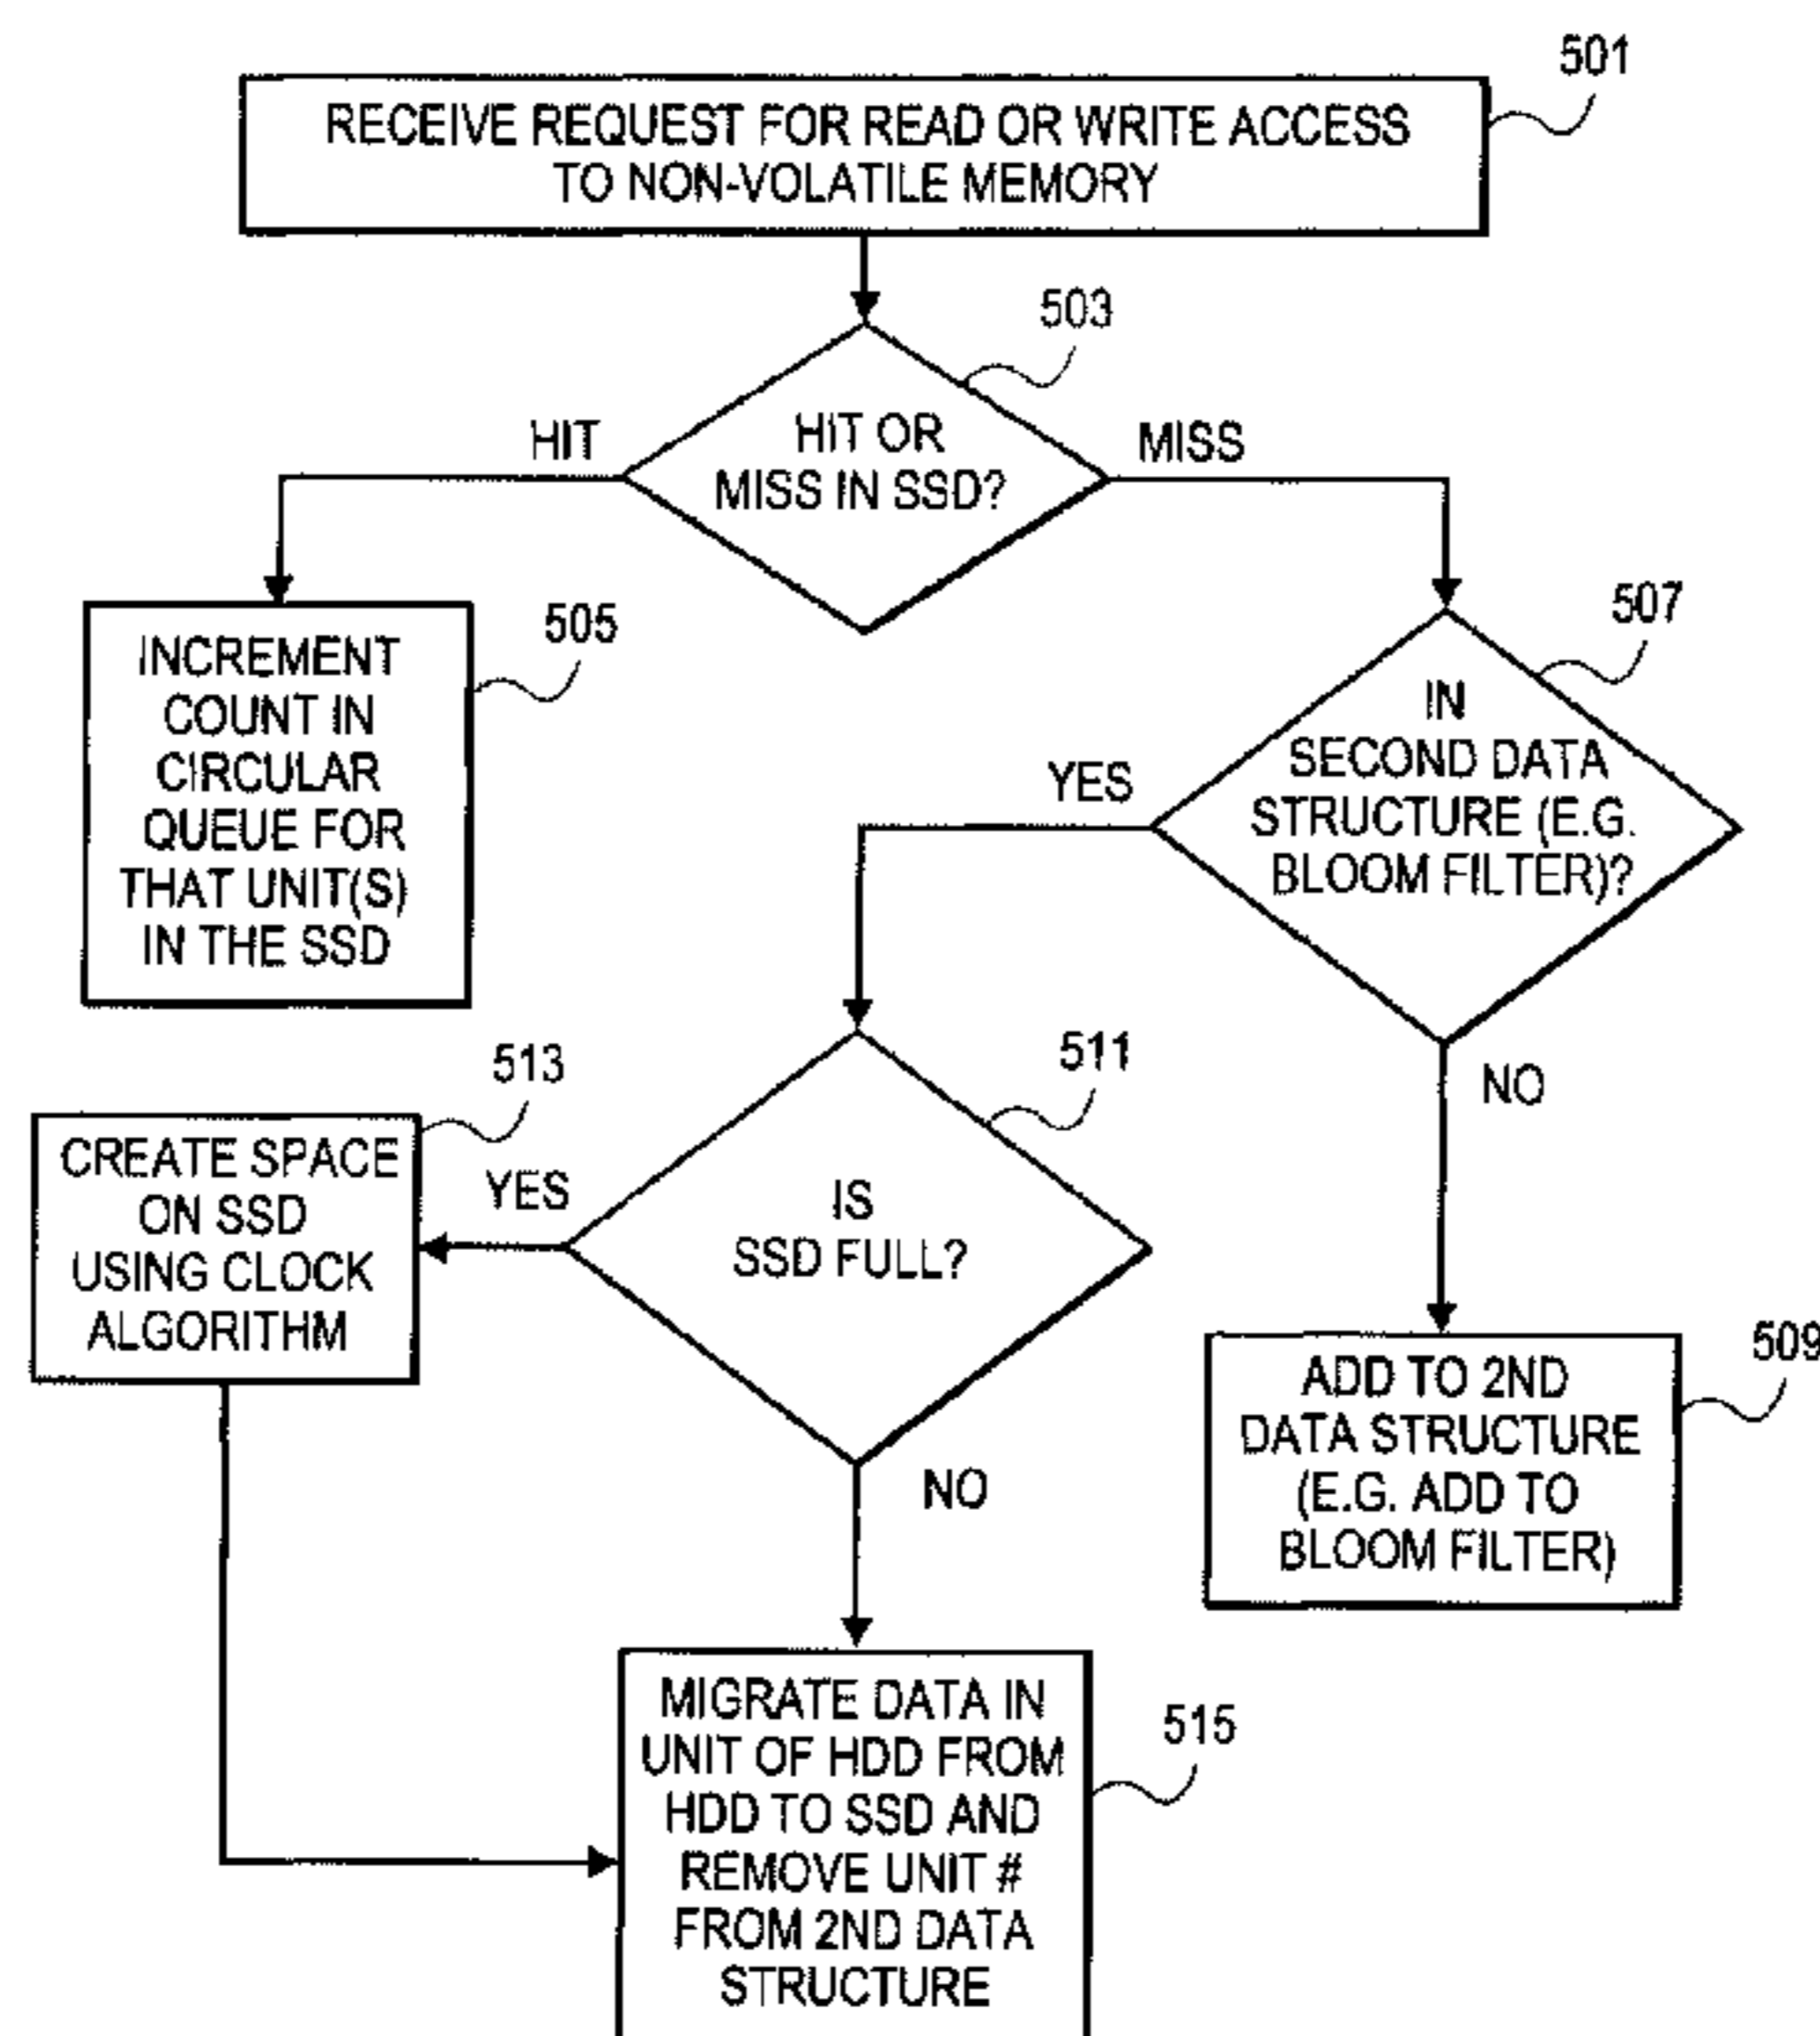 501
RECEIVE REQUEST FOR READ OR WRITE ACCESS
TO NON-VOLATILE MEMORY
503
HIT OR
MISS IN SSD?
HIT
MISS
505
INCREMENT
COUNT IN
CIRCULAR
QUEUE FOR
THAT UNIT(S)
IN THE SSD
507
IN
SECOND DATA
STRUCTURE (E.G.
BLOOM FILTER)?
YES
NO
511
IS
SSD FULL?
YES
NO
513
CREATE SPACE
ON SSD
USING CLOCK
ALGORITHM
509
ADD TO 2ND
DATA STRUCTURE
(E.G. ADD TO
BLOOM FILTER)
515
MIGRATE DATA IN
UNIT OF HDD FROM
HDD TO SSD AND
REMOVE UNIT #
FROM 2ND DATA
STRUCTURE